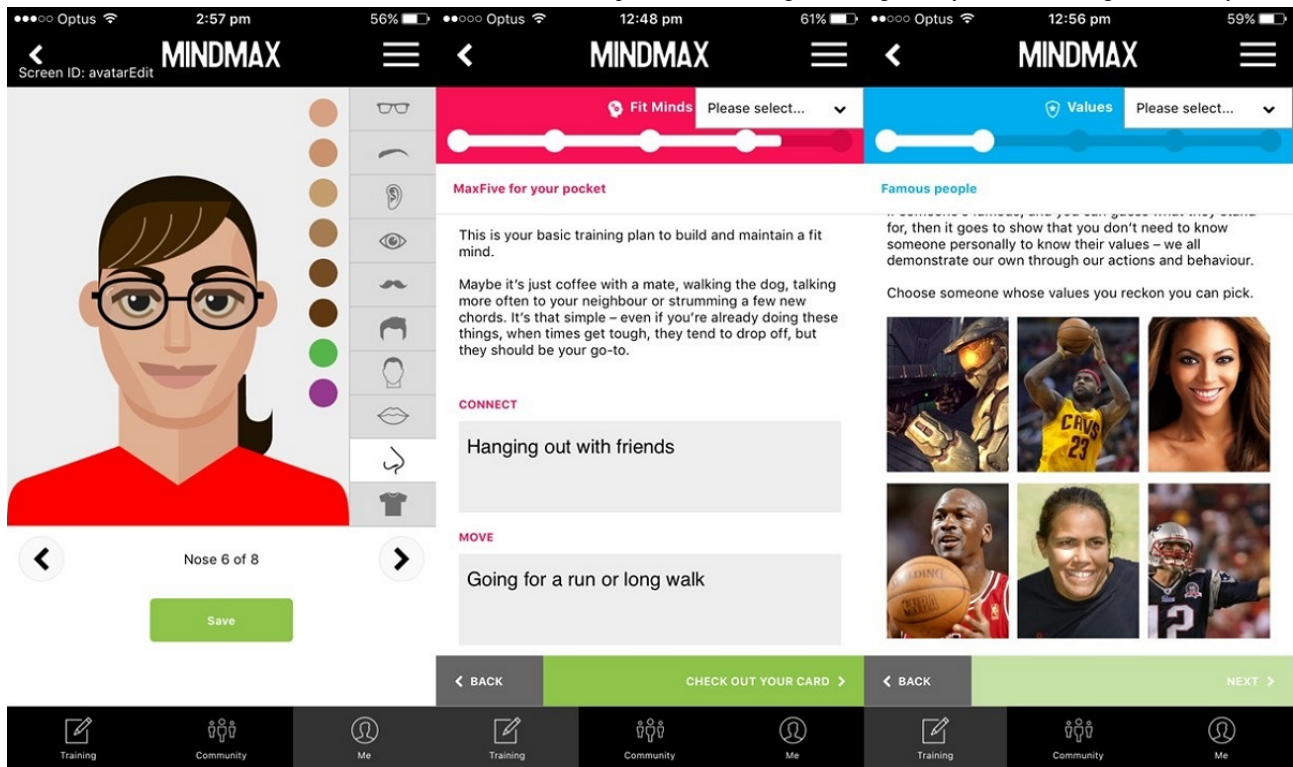 Optus
2:57 pm
56%
Screen ID: avatarEdit
MINDMAX
Nose 6 of 8
Save
Training
Community
Me
Optus
12:48 pm
61%
MINDMAX
Fit Minds
Please select...
MaxFive for your pocket
This is your basic training plan to build and maintain a fit
mind.
Maybe it's just coffee with a mate, walking the dog, talking
more often to your neighbour or strumming a few new
chords. It's that simple – even if you're already doing these
things, when times get tough, they tend to drop off, but
they should be your go-to.
CONNECT
Hanging out with friends
MOVE
Going for a run or long walk
BACK
CHECK OUT YOUR CARD
Training
Community
Me
Optus
12:56 pm
59%
MINDMAX
Values
Please select...
Famous people
for, then it goes to show that you don't need to know
someone personally to know their values – we all
demonstrate our own through our actions and behaviour.
Choose someone whose values you reckon you can pick.
CAVS
23
12
BACK
NEXT
Training
Community
Me